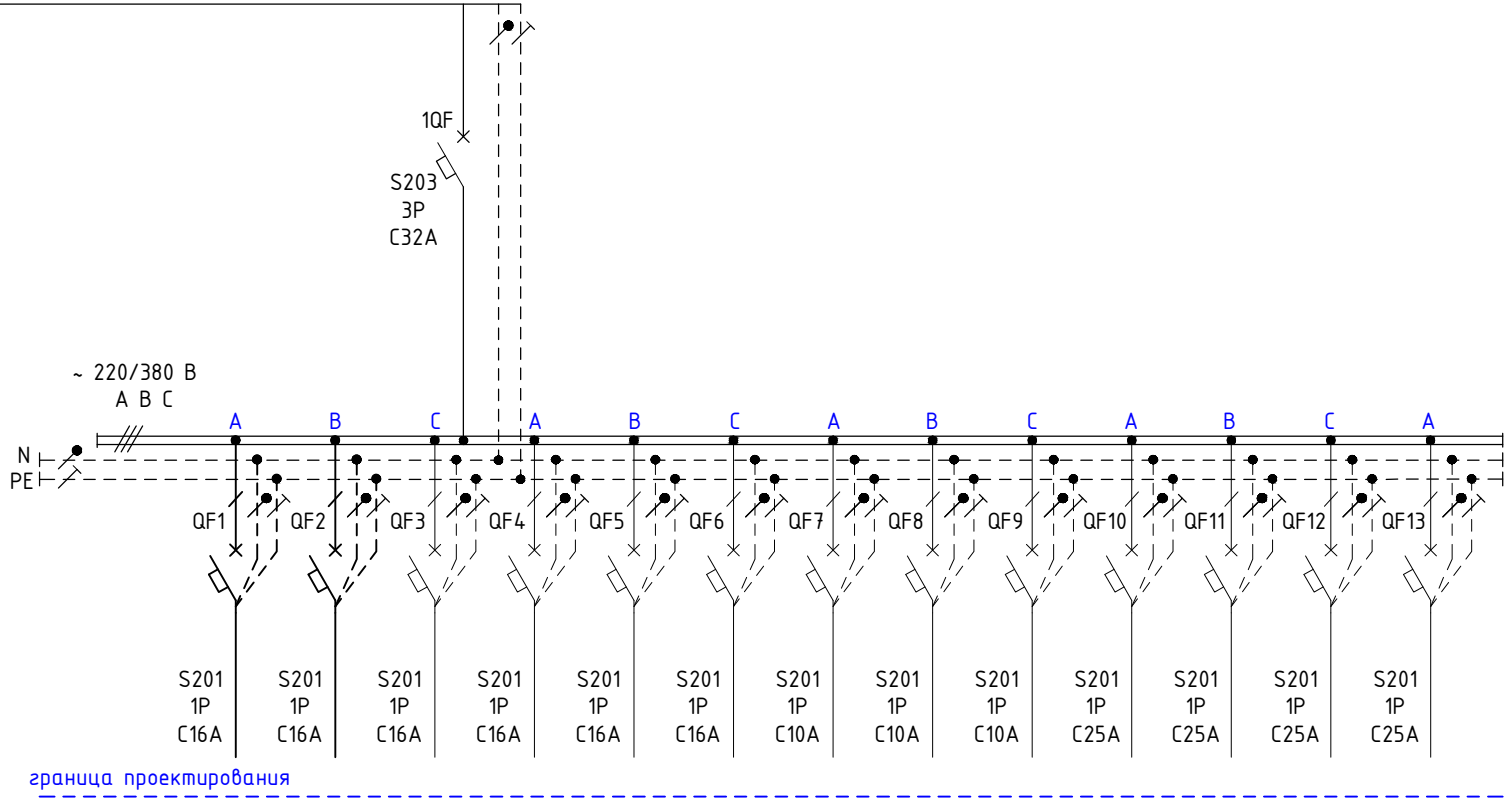 1QF
S203
3P
C32A
~ 220/380 В
A B C
A B C A B C A B C A B C A
N
PE
QF1 QF2 QF3 QF4 QF5 QF6 QF7 QF8 QF9 QF10 QF11 QF12 QF13
S201 S201 S201 S201 S201 S201 S201 S201 S201 S201 S201 S201 S201
1P 1P 1P 1P 1P 1P 1P 1P 1P 1P 1P 1P 1P
C16A C16A C16A C16A C16A C16A C10A C10A C10A C25A C25A C25A C25A
граница проектирования